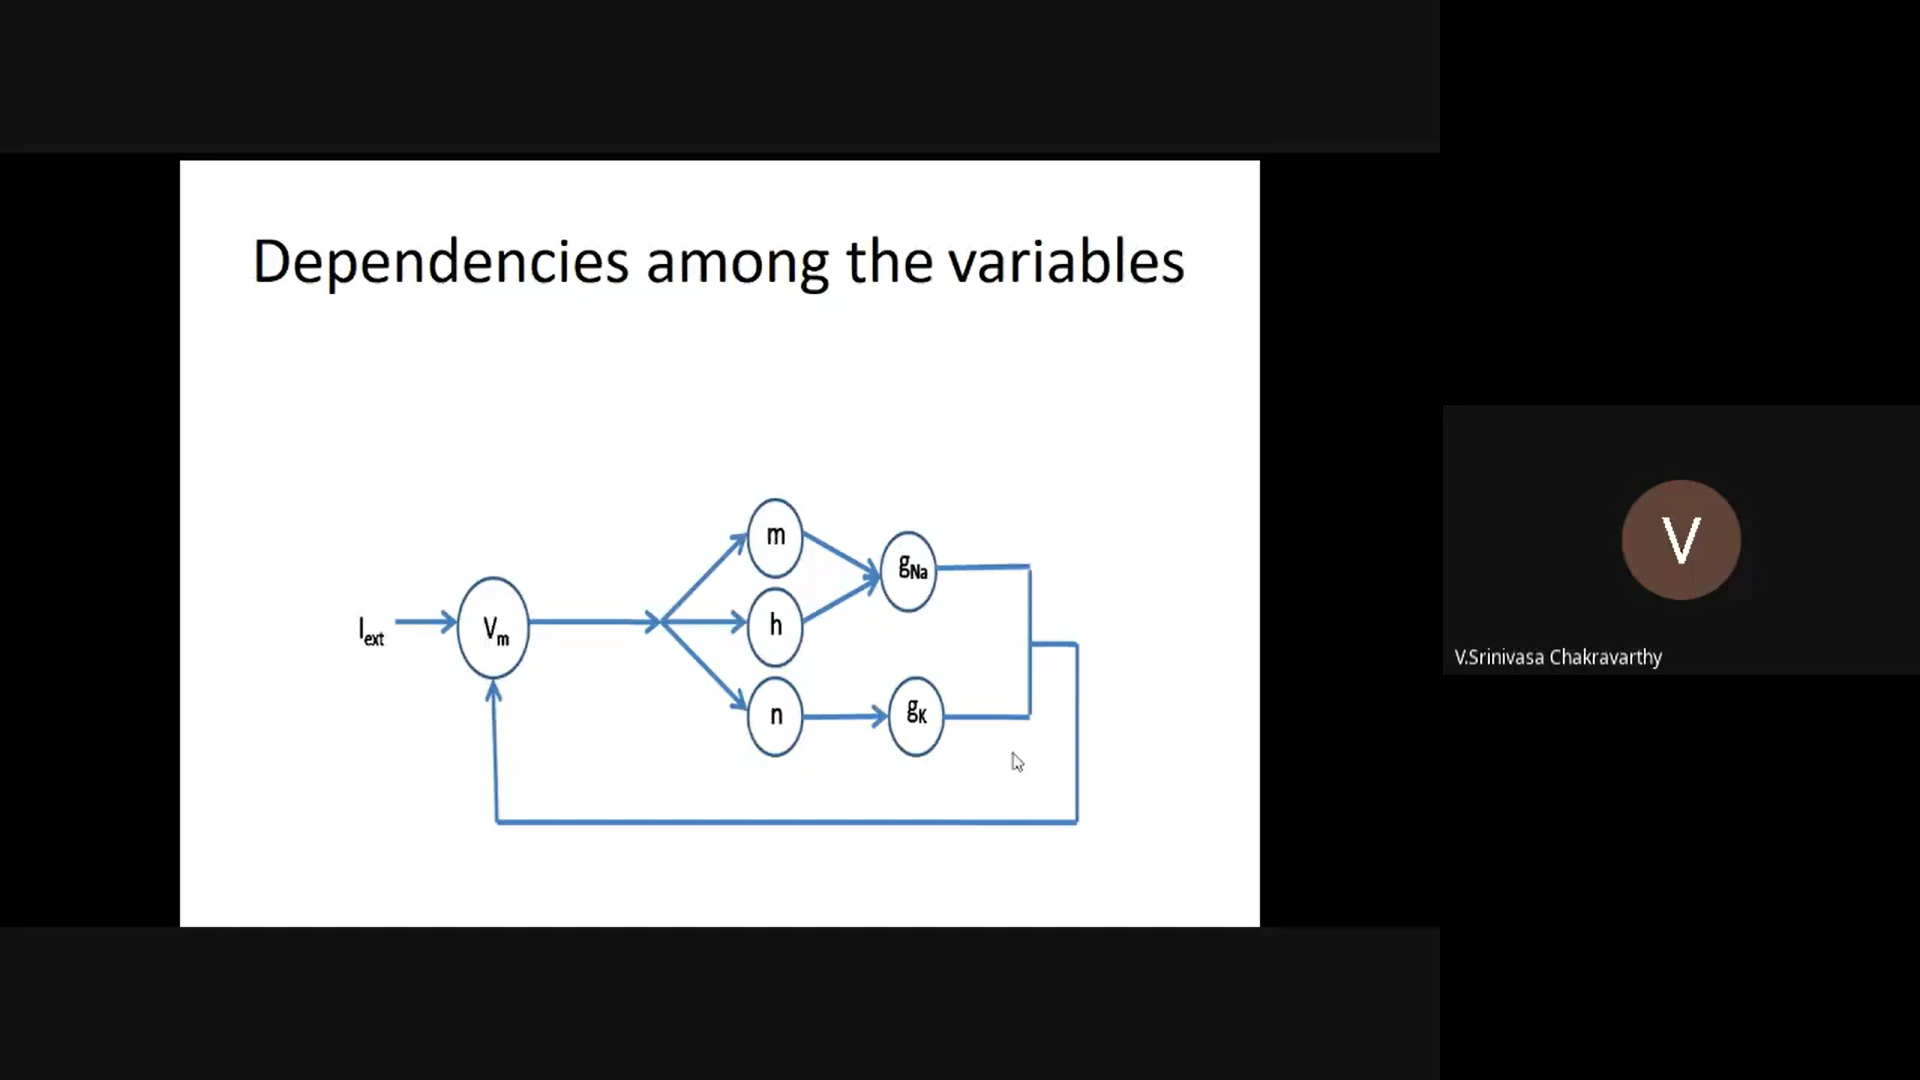 Dependencies among the variables
m
gNa
Iext
Vm
h
n
gK
V
V.Srinivasa Chakravarthy